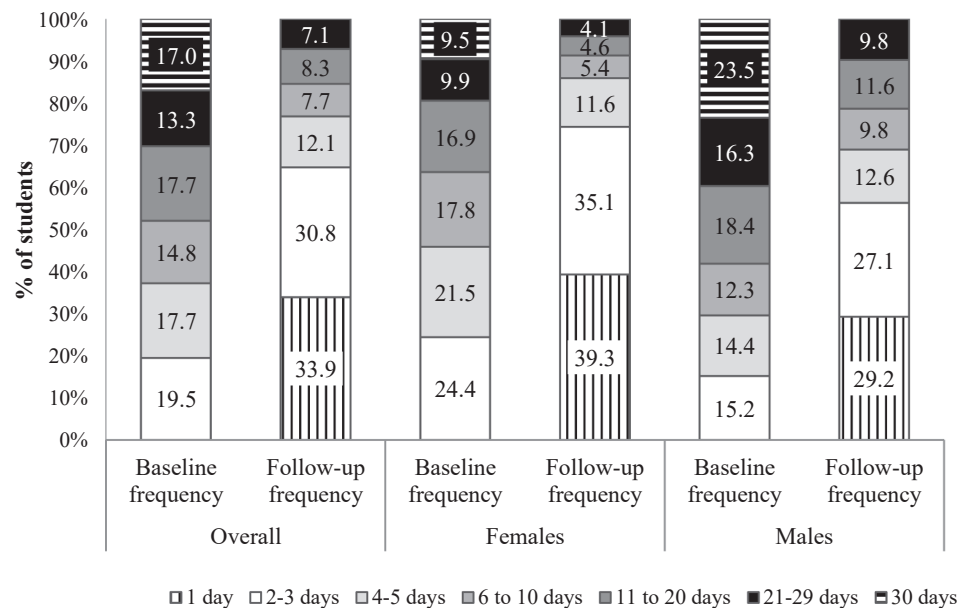 % of students
100%
90%
80%
70%
60%
50%
40%
30%
20%
10%
0%
17.0
13.3
17.7
14.8
17.7
19.5
7.1
8.3
7.7
12.1
30.8
33.9
9.5
9.9
16.9
17.8
21.5
24.4
4.1
4.6
5.4
11.6
35.1
39.3
23.5
16.3
18.4
12.3
14.4
15.2
9.8
11.6
9.8
12.6
27.1
29.2
Baseline
frequency
Follow-up
frequency
Baseline
frequency
Follow-up
frequency
Baseline
frequency
Follow-up
frequency
Overall
Females
Males
1 day 2-3 days 4-5 days 6 to 10 days 11 to 20 days 21-29 days 30 days